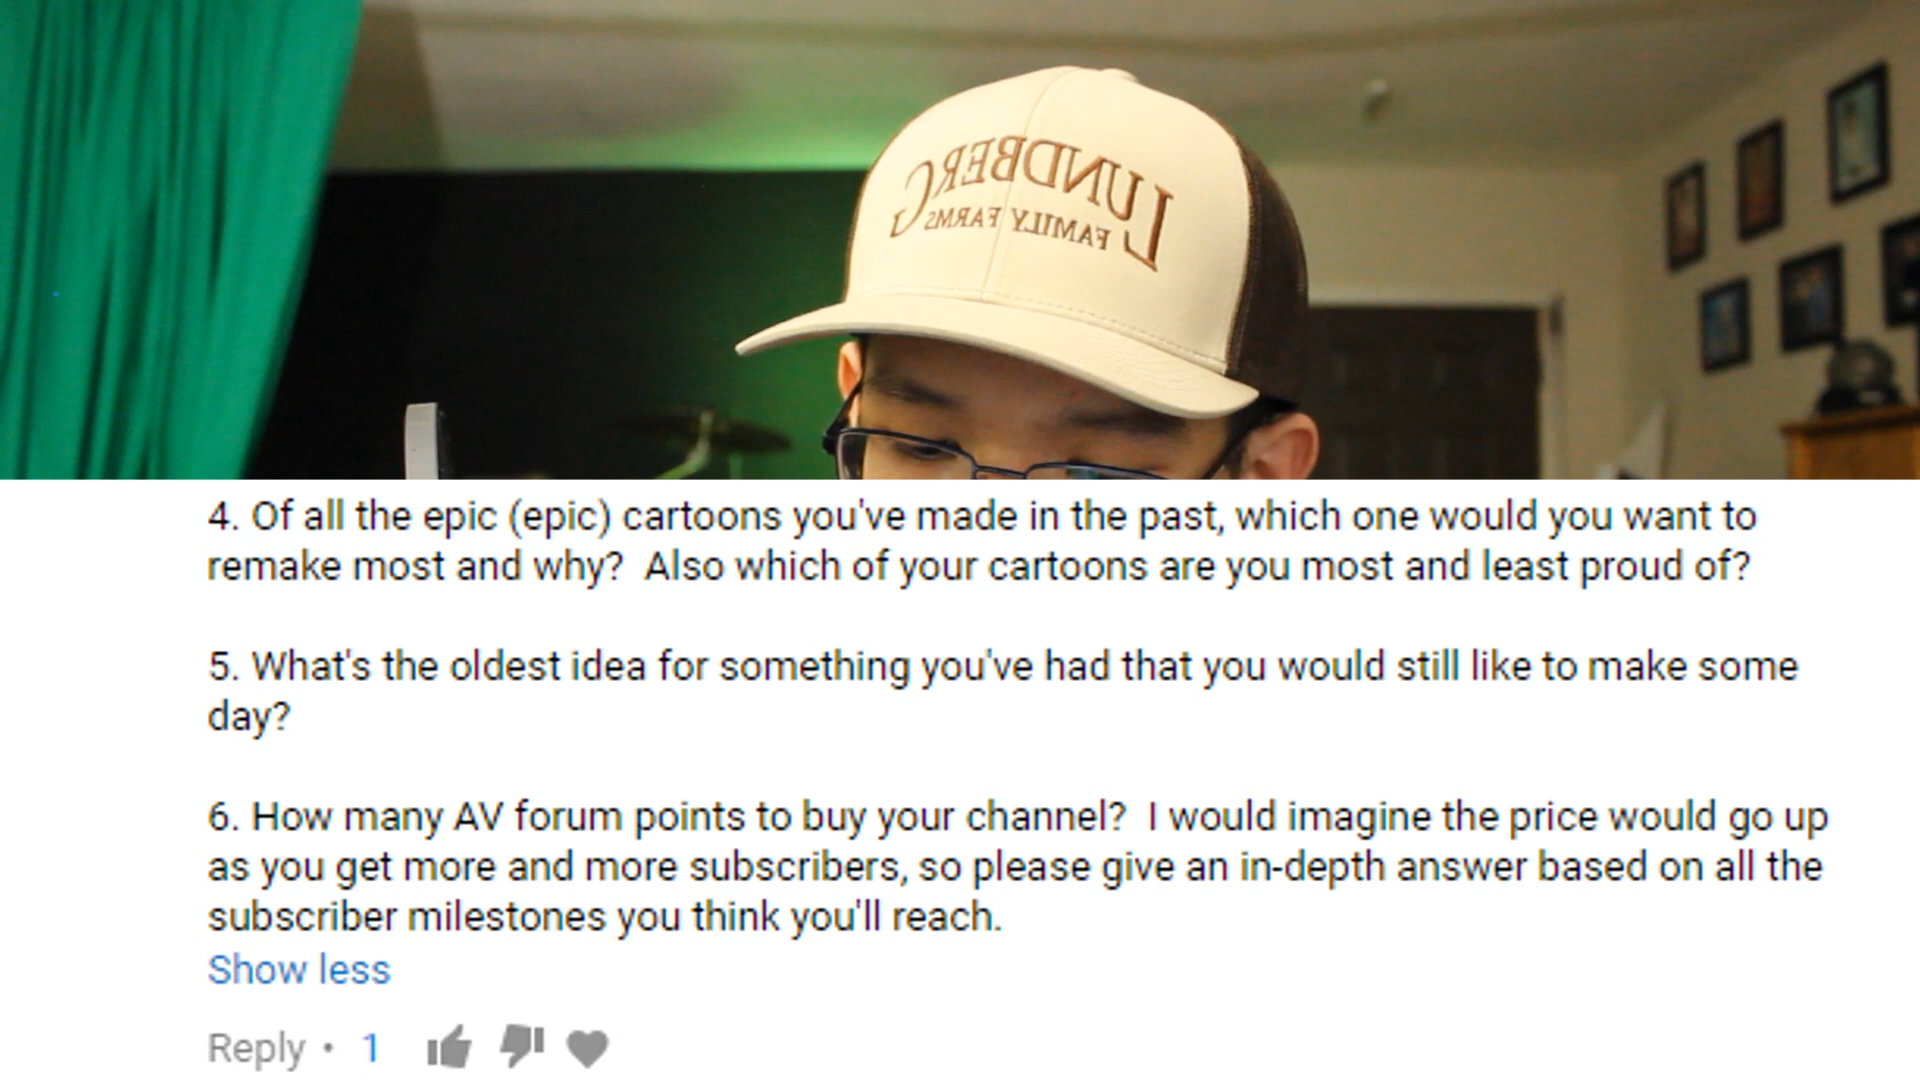 LUNDBERG
FAMILY FARMS
4. Of all the epic (epic) cartoons you've made in the past, which one would you want to
remake most and why?  Also which of your cartoons are you most and least proud of?
5. What's the oldest idea for something you've had that you would still like to make some
day?
6. How many AV forum points to buy your channel?  I would imagine the price would go up
as you get more and more subscribers, so please give an in-depth answer based on all the
subscriber milestones you think you'll reach.
Show less
Reply • 1